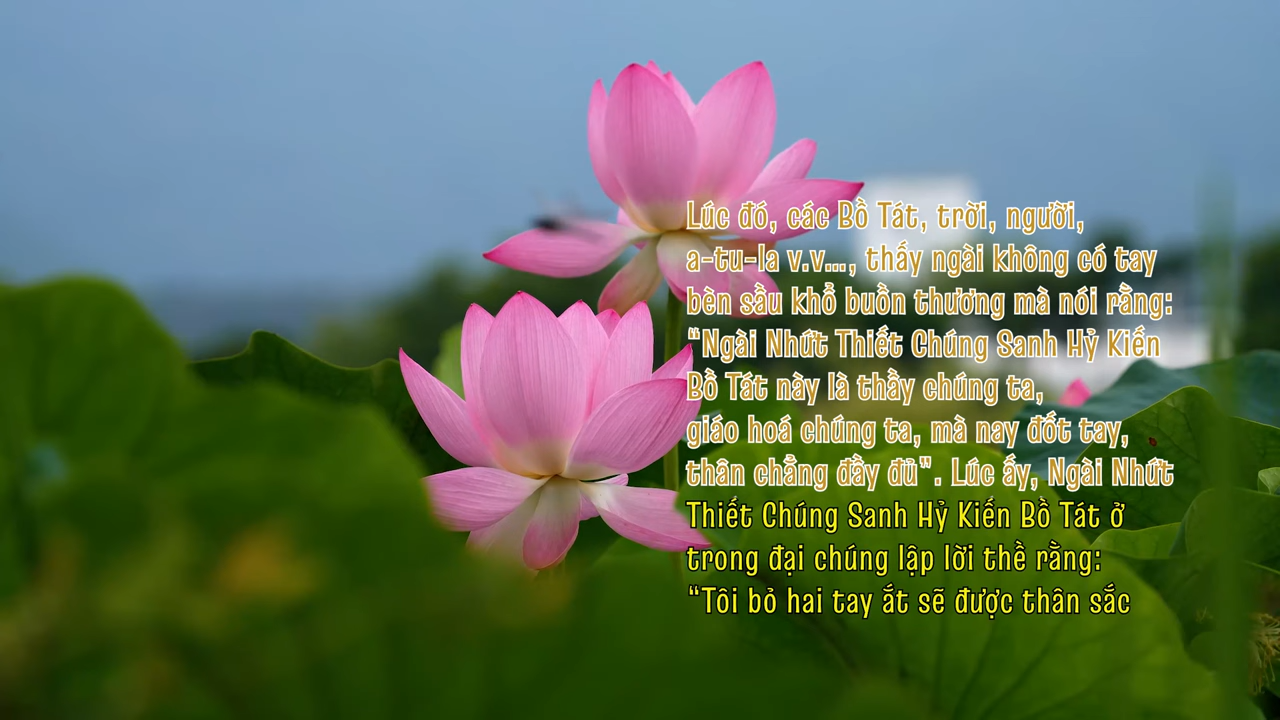 Lúc đó, các Bồ Tát, trời, người,
a-tu-la v.v..., thấy ngài không có tay
bèn sầu khổ buồn thương mà nói rằng:
“Ngài Nhứt Thiết Chúng Sanh Hỷ Kiến
Bồ Tát này là thầy chúng ta,
giáo hoá chúng ta, mà nay đốt tay,
thân chẳng đầy đủ”. Lúc ấy, Ngài Nhứt
Thiết Chúng Sanh Hỷ Kiến Bồ Tát ở
trong đại chúng lập lời thề rằng:
“Tôi bỏ hai tay ắt sẽ được thân sắc